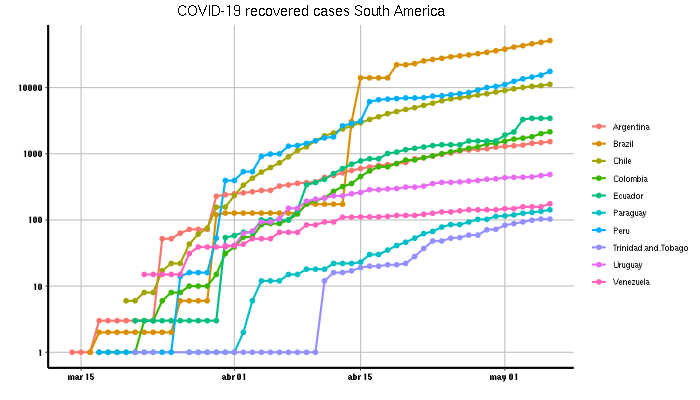 COVID-19 recovered cases South America
10000
1000
100
10
1
mar 15
abr 01
abr 15
may 01
Argentina
Brazil
Chile
Colombia
Ecuador
Paraguay
Peru
Trinidad.and.Tobago
Uruguay
Venezuela